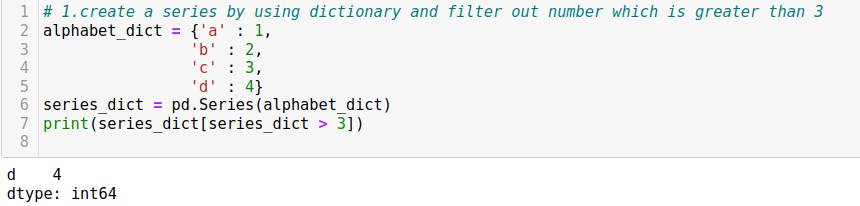 1 # 1.create a series by using dictionary and filter out number which is greater than 3
2 alphabet_dict = {'a' : 1,
3                 'b' : 2,
4                 'c' : 3,
5                 'd' : 4}
6 series_dict = pd.Series(alphabet_dict)
7 print(series_dict[series_dict > 3])
8
d    4
dtype: int64